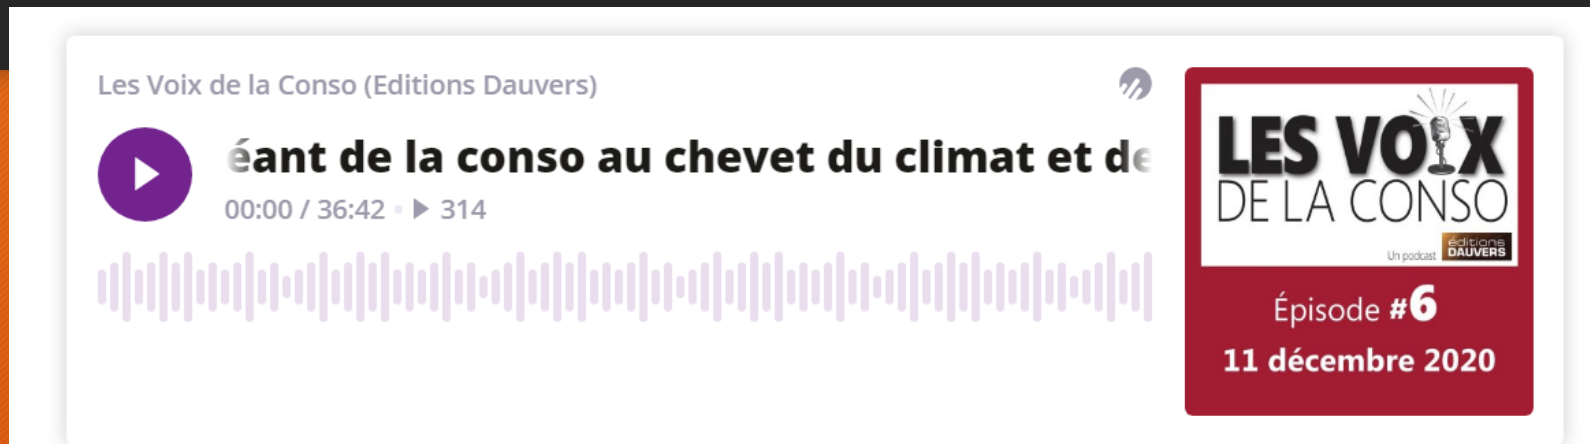 Les Voix de la Conso (Editions Dauvers)
éant de la conso au chevet du climat et de
00:00 / 36:42 314
LES VOIX
DE LA CONSO
Un podcast éditions DAUVERS
Épisode #6
11 décembre 2020